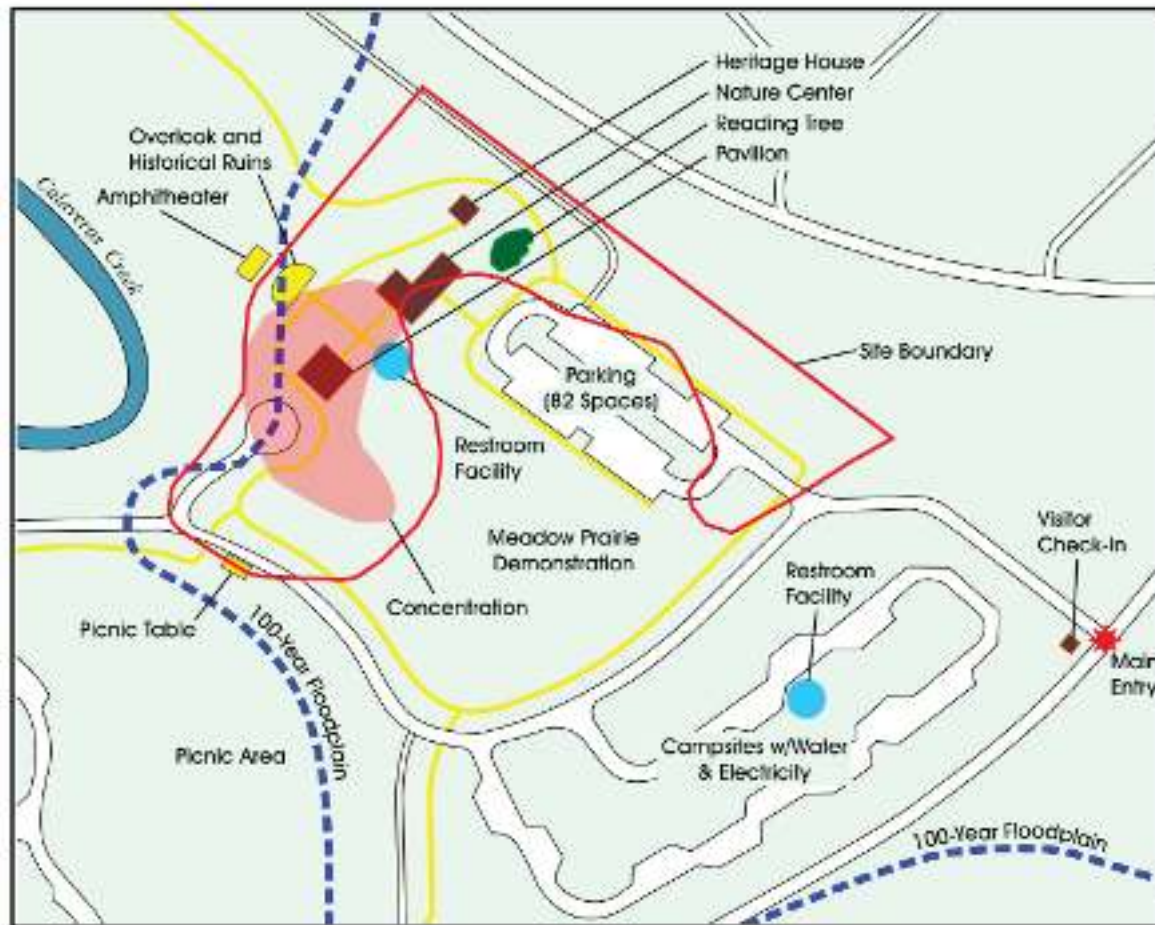 Heritage House
Nature Center
Reading Tree
Pavilion
Overlook and
Historical Ruins
Amphitheater
Calaveras Creek
Site Boundary
Parking
(82 Spaces)
Restroom
Facility
Meadow Prairie
Demonstration
Visitor
Check-In
Restroom
Facility
Concentration
Picnic Table
100-Year Floodplain
Main
Entry
Picnic Area
Campsites w/Water
& Electricity
100-Year Floodplain